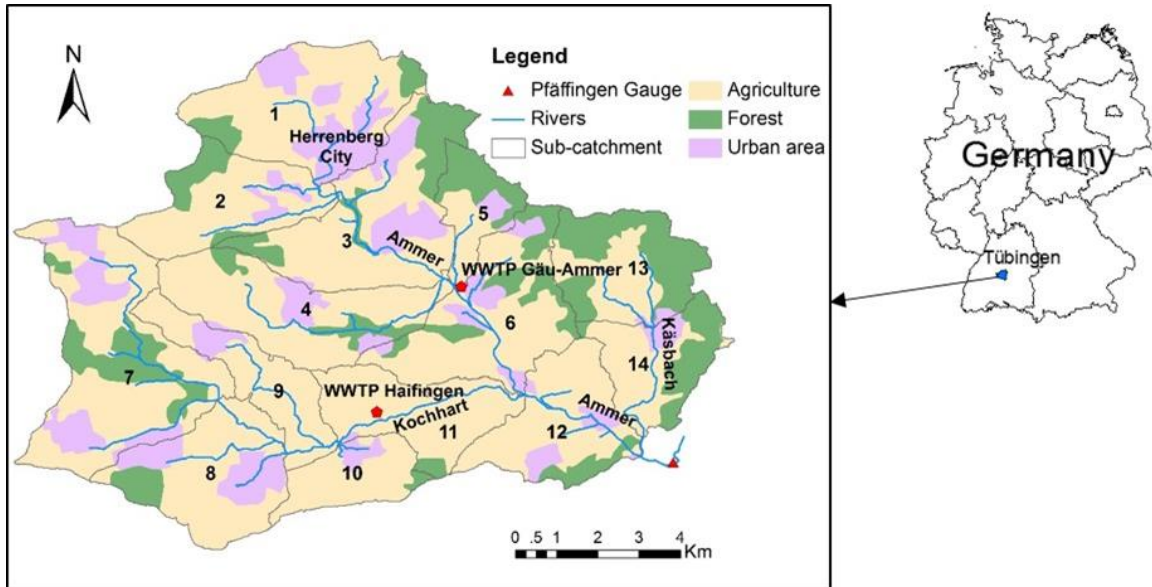 N
Legend
Pfäffingen Gauge
Agriculture
Rivers
Forest
Sub-catchment
Urban area
1
Herrenberg
City
2
3
Ammer
5
WWTP Gäu-Ammer
13
4
6
Käsbach
14
7
9
WWTP Haifingen
Kochhart
11
Ammer
12
8
10
0 .5 1 2 3 4
Km
Germany
Tübingen